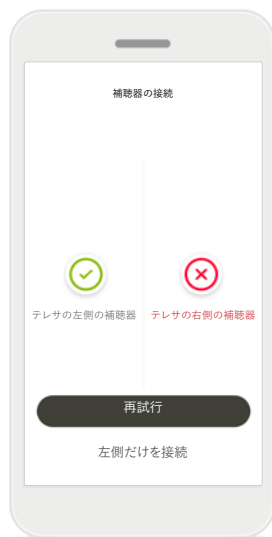 補聴器の接続
テレサの左側の補聴器
テレサの右側の補聴器
再試行
左側だけを接続